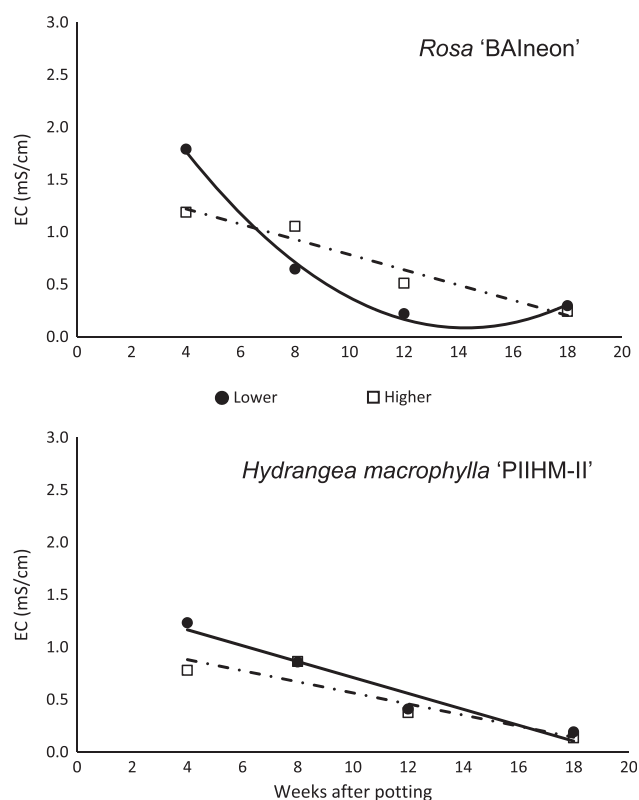 Rosa ‘BAIneon’
3.0
2.5
2.0
1.5
1.0
0.5
0.0
EC (mS/cm)
0 2 4 6 8 10 12 14 16 18 20
Lower Higher
Hydrangea macrophylla ‘PIIHM-II’
3.0
2.5
2.0
1.5
1.0
0.5
0.0
EC (mS/cm)
0 2 4 6 8 10 12 14 16 18 20
Weeks after potting